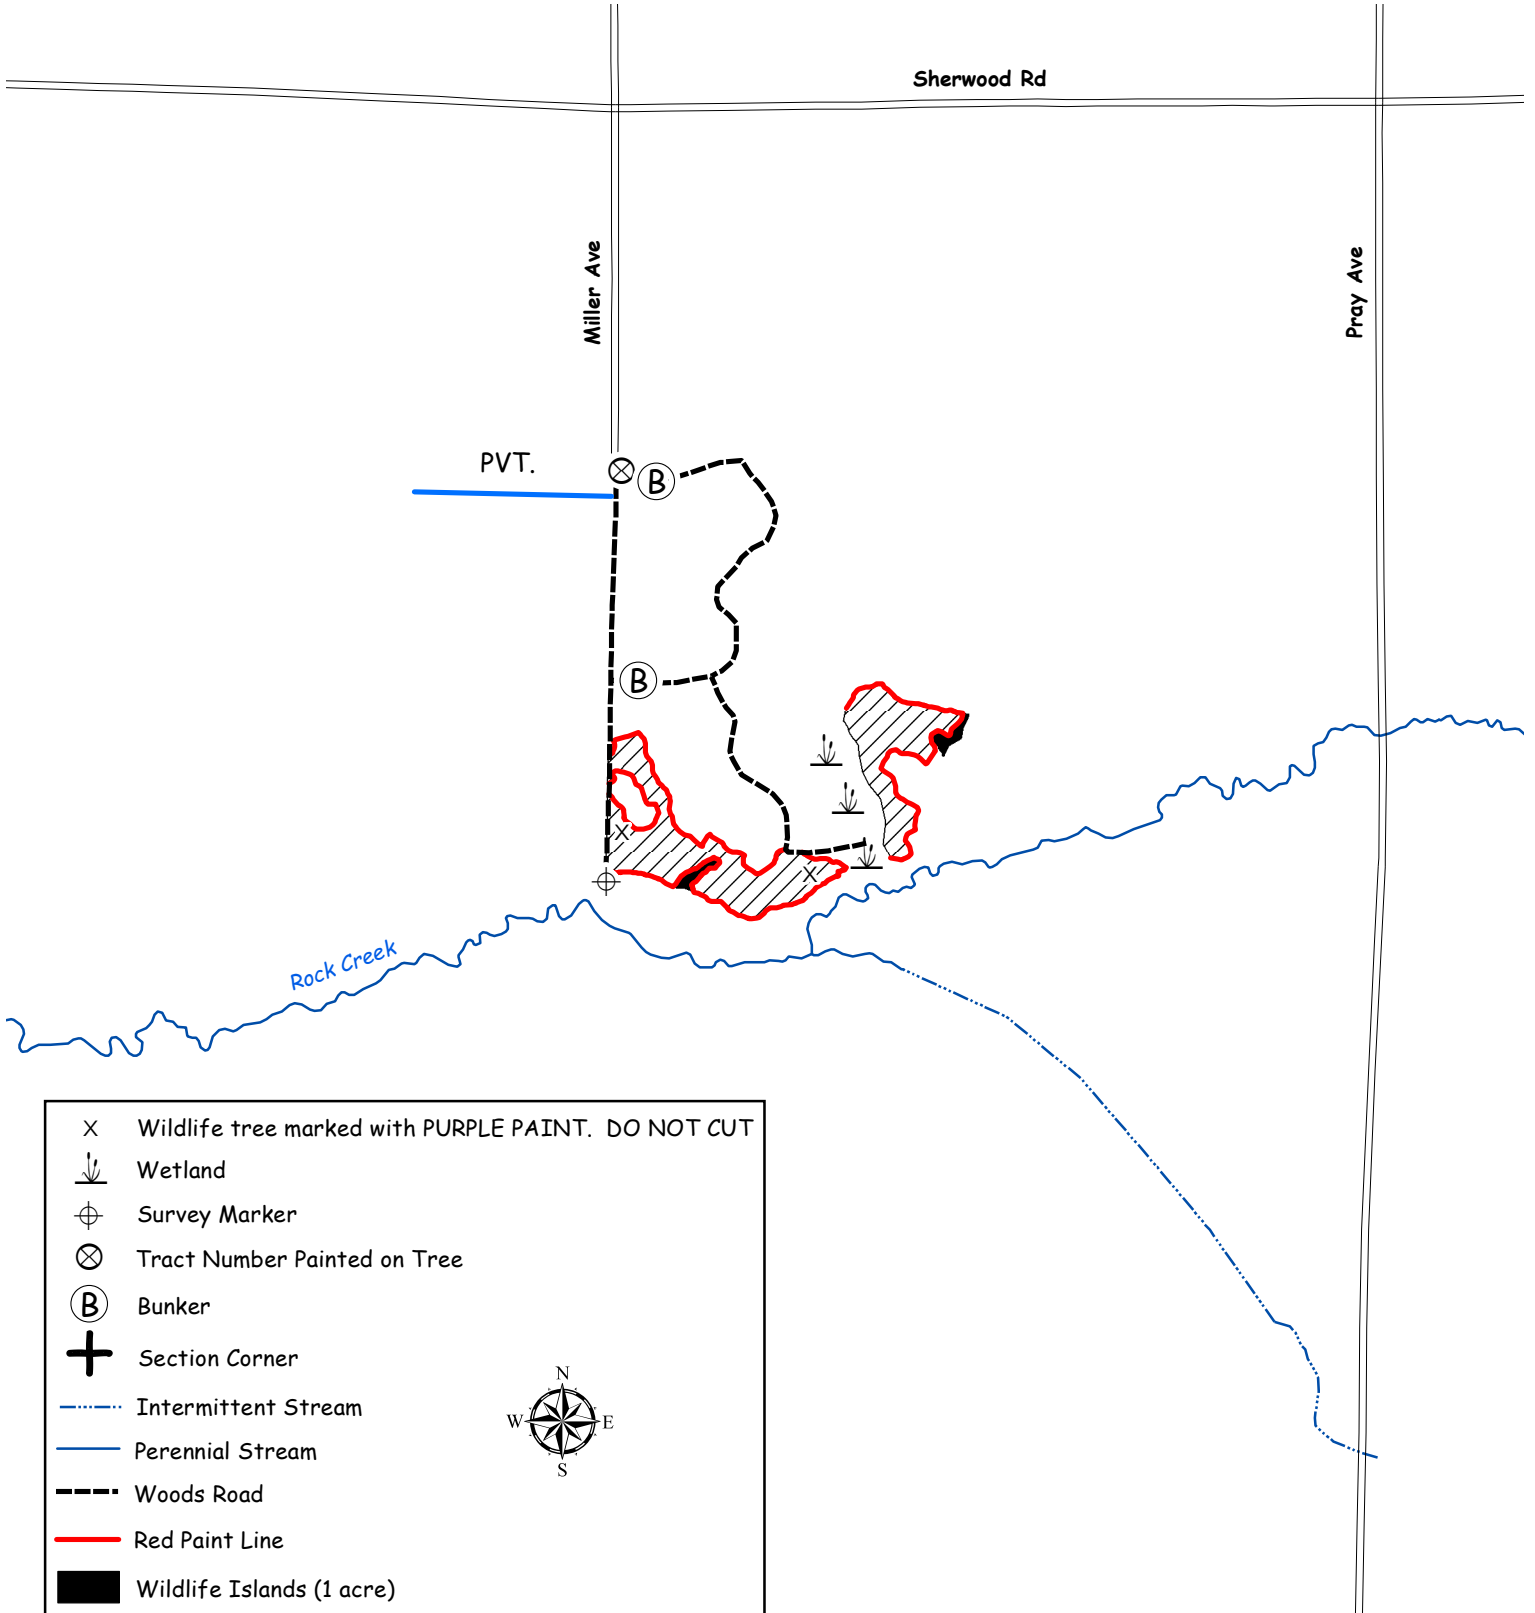 Sherwood Rd
Miller Ave
Pray Ave
PVT.
B
B
X
X
Rock Creek
X Wildlife tree marked with PURPLE PAINT. DO NOT CUT
Wetland
Survey Marker
Tract Number Painted on Tree
B Bunker
Section Corner
N
W E
S
Intermittent Stream
Perennial Stream
Woods Road
Red Paint Line
Wildlife Islands (1 acre)